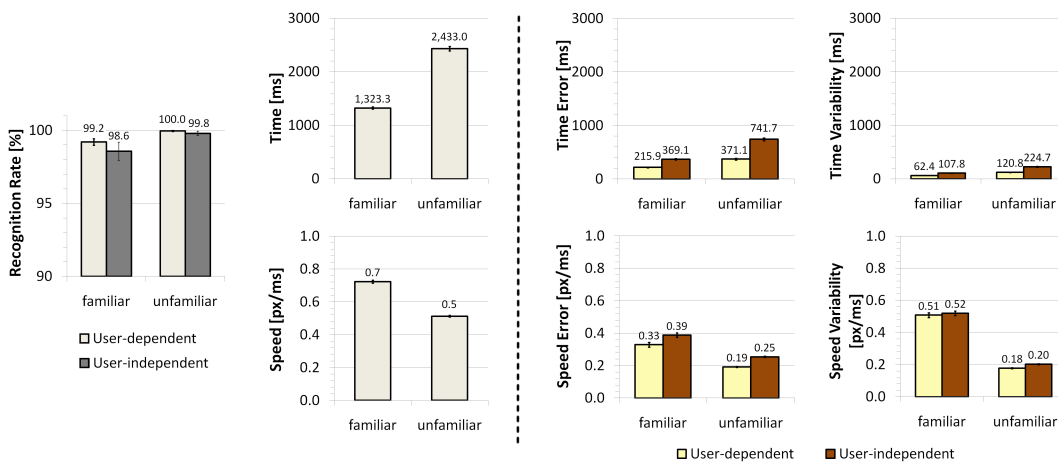 Recognition Rate [%]
100
95
90
99.2
98.6
100.0
99.8
familiar
unfamiliar
User-dependent
User-independent
Time [ms]
3000
2000
1000
0
1,323.3
2,433.0
familiar
unfamiliar
Speed [px/ms]
1.0
0.8
0.6
0.4
0.2
0.0
0.7
0.5
familiar
unfamiliar
Time Error [ms]
3000
2000
1000
0
215.9
369.1
371.1
741.7
familiar
unfamiliar
Time Variability [ms]
3000
2000
1000
0
62.4
107.8
120.8
224.7
familiar
unfamiliar
Speed Error [px/ms]
1.0
0.8
0.6
0.4
0.2
0.0
0.33
0.39
0.19
0.25
familiar
unfamiliar
Speed Variability
[px/ms]
1.0
0.8
0.6
0.4
0.2
0.0
0.51
0.52
0.18
0.20
familiar
unfamiliar
User-dependent
User-independent